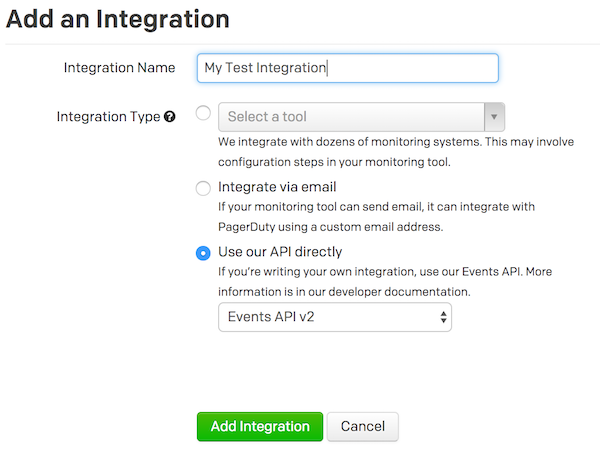 Add an Integration
Integration Name My Test Integration
Integration Type ? Select a tool
We integrate with dozens of monitoring systems. This may involve
configuration steps in your monitoring tool.
Integrate via email
If your monitoring tool can send email, it can integrate with
PagerDuty using a custom email address.
Use our API directly
If you’re writing your own integration, use our Events API. More
information is in our developer documentation.
Events API v2
Add Integration Cancel